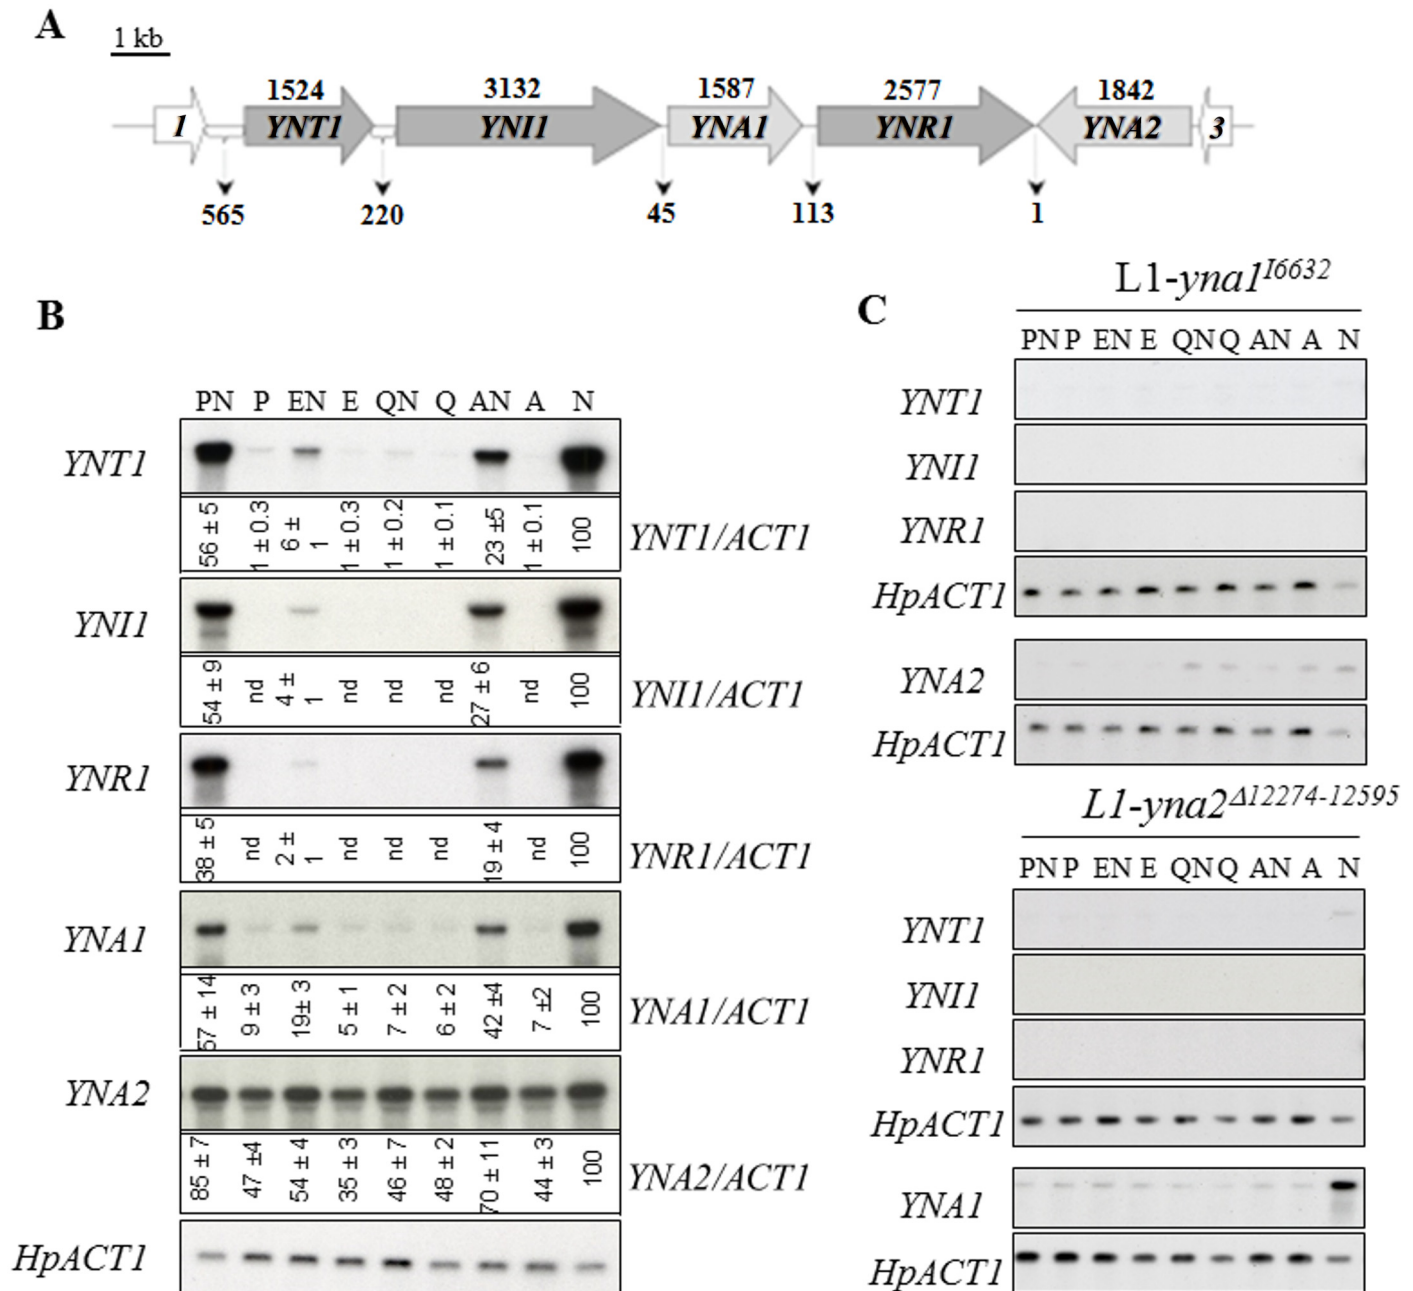 A
1 kb
1524 3132 1587 2577 1842
1 YNT1 YNI1 YNA1 YNR1 YNA2 3
565 220 45 113 1
B
PN P EN E QN Q AN A N
YNT1
56 ± 5 1 ± 0.3 6 ± 1 1 ± 0.3 1 ± 0.2 1 ± 0.1 23 ±5 1 ± 0.1 100 YNT1/ACT1
YNI1
54 ± 9 nd 4 ± 1 nd nd nd 27 ± 6 nd 100 YNI1/ACT1
YNR1
38 ± 5 nd 2 ± 1 nd nd nd 19 ± 4 nd 100 YNR1/ACT1
YNA1
57 ± 14 9 ± 3 19± 3 5 ± 1 7 ± 2 6 ± 2 42 ±4 7 ±2 100 YNA1/ACT1
YNA2
85 ± 7 47 ±4 54 ± 4 35 ± 3 46 ± 7 48 ± 2 70 ± 11 44 ± 3 100 YNA2/ACT1
HpACT1
C
L1-yna1I6632
PN P EN E QN Q AN A N
YNT1
YNI1
YNR1
HpACT1
YNA2
HpACT1
L1-yna2Δ12274-12595
PN P EN E QN Q AN A N
YNT1
YNI1
YNR1
HpACT1
YNA1
HpACT1